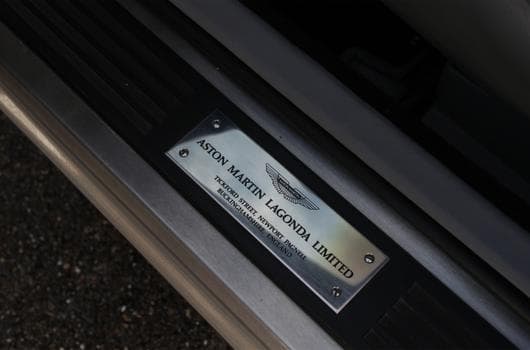 ASTON MARTIN LAGONDA LIMITED
TICKFORD STREET, NEWPORT PAGNELL
BUCKINGHAMSHIRE, ENGLAND